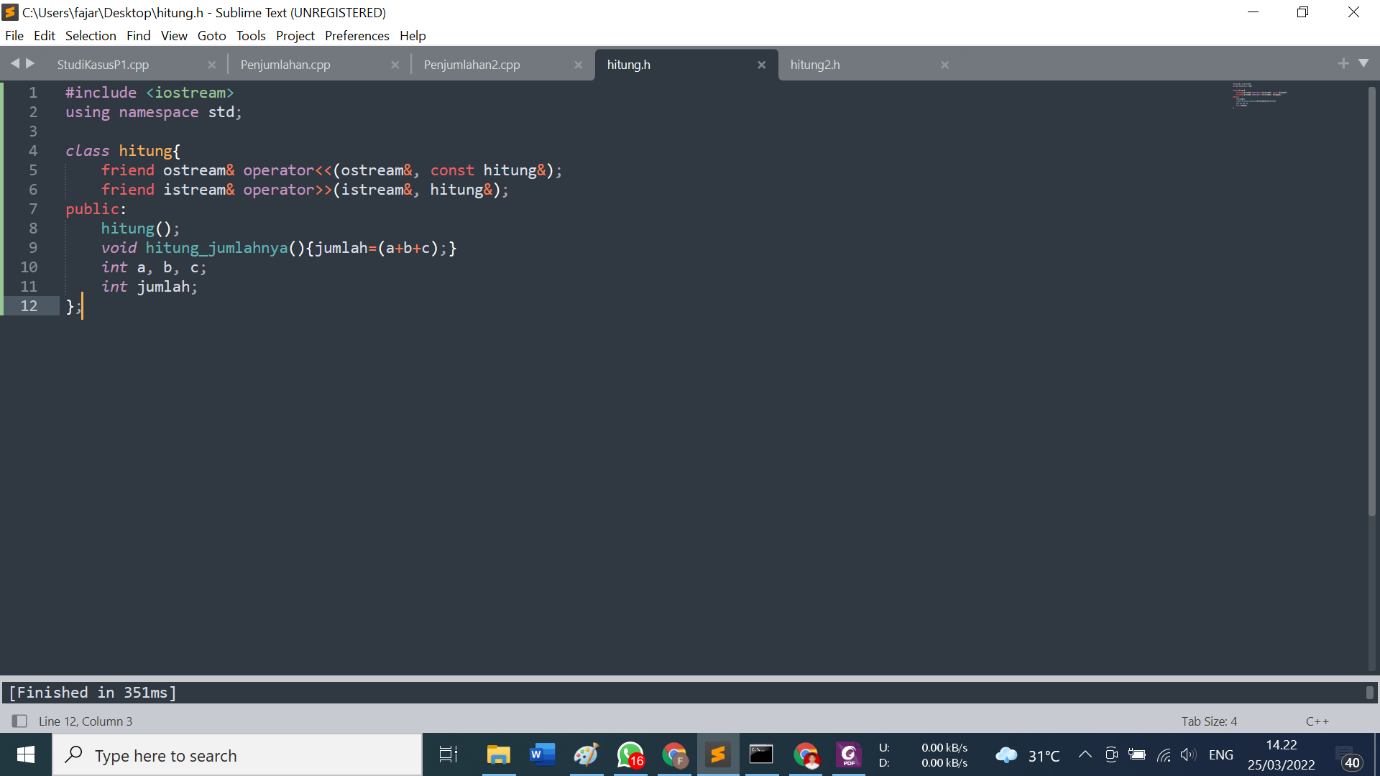 C:\Users\fajar\Desktop\hitung.h - Sublime Text (UNREGISTERED)
File Edit Selection Find View Goto Tools Project Preferences Help
StudiKasusP1.cpp Penjumlahan.cpp Penjumlahan2.cpp hitung.h hitung2.h
1 #include <iostream>
2 using namespace std;
3
4 class hitung{
5 friend ostream& operator<<(ostream&, const hitung&);
6 friend istream& operator>>(istream&, hitung&);
7 public:
8 hitung();
9 void hitung_jumlahnya(){jumlah=(a+b+c);}
10 int a, b, c;
11 int jumlah;
12 };
[Finished in 351ms]
Line 12, Column 3 Tab Size: 4 C++
Type here to search
W
16
F
PDF
U: 0.00 kB/s
D: 0.00 kB/s
31°C
ENG
14.22
25/03/2022
40